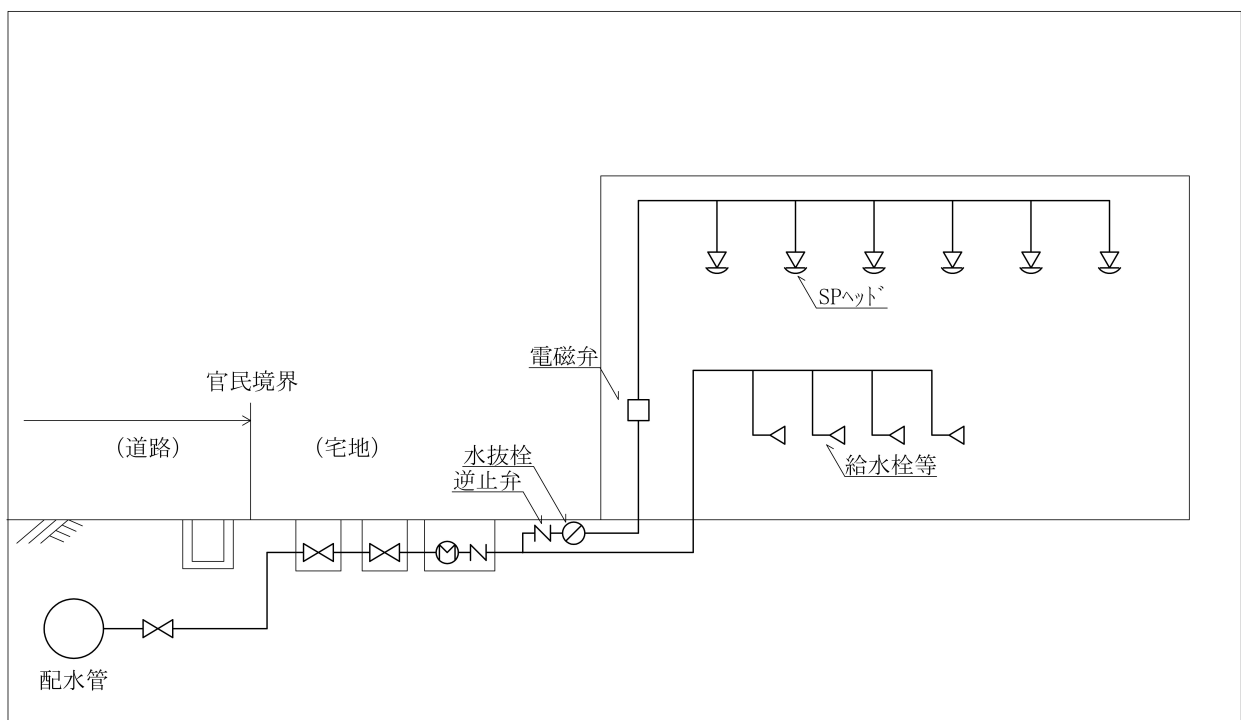 SPヘッド
電磁弁
官民境界
(道路)
(宅地)
水抜栓
逆止弁
給水栓等
M
配水管